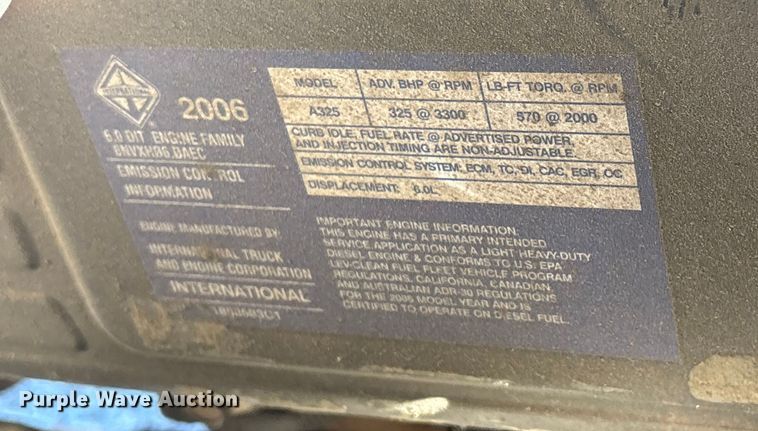 INTERNATIONAL
2006
6.0 DIT ENGINE FAMILY
EMISSION CONTROL
INFORMATION
ENGINE MANUFACTURED BY:
INTERNATIONAL TRUCK
AND ENGINE CORPORATION
INTERNATIONAL
MODEL ADV. BHP @ RPM LB-FT TORQ. @ RPM
A325 325 @ 3300 570 @ 2000
CURB IDLE, FUEL RATE @ ADVERTISED POWER,
AND INJECTION TIMING ARE NON-ADJUSTABLE.
EMISSION CONTROL SYSTEM: ECM, TC, DI, CAC, EGR, OC
DISPLACEMENT: 6.0L
IMPORTANT ENGINE INFORMATION:
THIS ENGINE HAS A PRIMARY INTENDED
SERVICE APPLICATION AS A LIGHT HEAVY-DUTY
DIESEL ENGINE & CONFORMS TO U.S. EPA
LEV-CLEAN FUEL FLEET VEHICLE PROGRAM
REGULATIONS, CALIFORNIA, CANADIAN
AND AUSTRALIAN ADR-30 REGULATIONS
FOR THE 2006 MODEL YEAR AND IS
CERTIFIED TO OPERATE ON DIESEL FUEL.
Purple Wave Auction